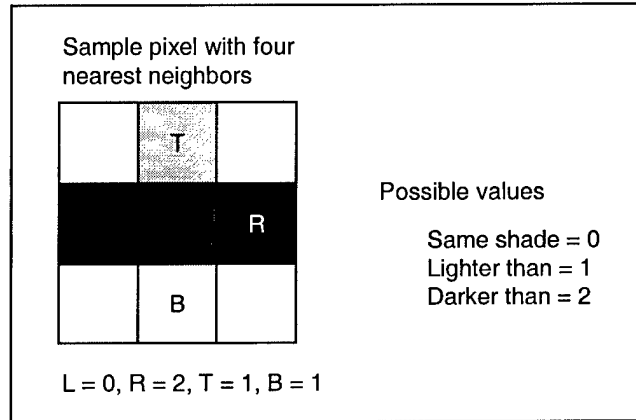 Sample pixel with four
nearest neighbors
T
R
B
Possible values
Same shade = 0
Lighter than = 1
Darker than = 2
L = 0, R = 2, T = 1, B = 1